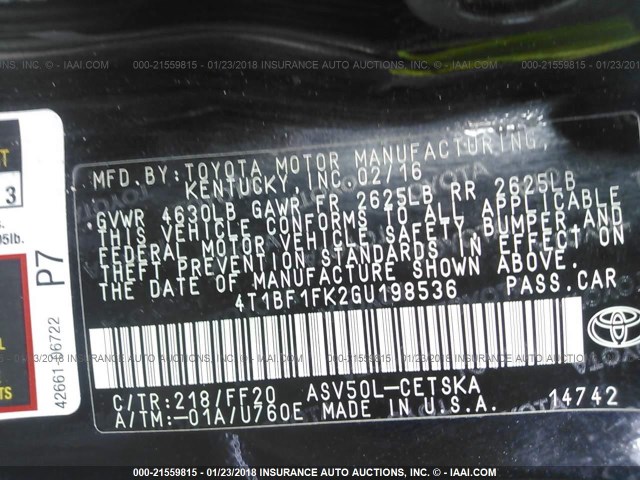 000-21559815 - 01/23/2018 INSURANCE AUTO AUCTIONS, INC. - © IAAI.COM
MFD. BY: TOYOTA MOTOR MANUFACTURING,
KENTUCKY, INC. 02/16
GVWR 4630LB GAWR FR 2625LB RR 2625LB
THIS VEHICLE CONFORMS TO ALL APPLICABLE
FEDERAL MOTOR VEHICLE SAFETY, BUMPER, AND
THEFT PREVENTION STANDARDS IN EFFECT ON
THE DATE OF MANUFACTURE SHOWN ABOVE.
4T1BF1FK2GU198536 PASS.CAR
C/TR:218/FF20 ASV50L-CETSKA
A/TM:-01A/U760E MADE IN U.S.A. 14742
TOYOTA
3
P7
000-21559815 - 01/23/2018 INSURANCE AUTO AUCTIONS, INC. - © IAAI.COM